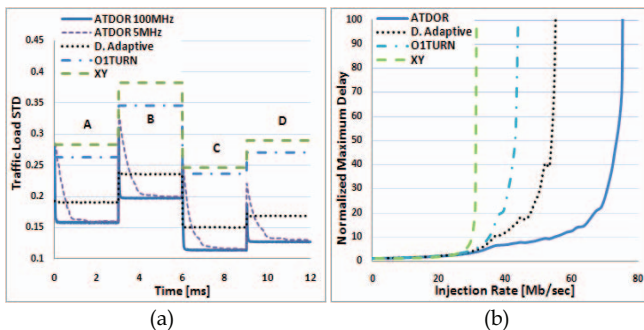 (a)
ATDOR 100MHz
ATDOR 5MHz
D. Adaptive
O1TURN
XY
Traffic Load STD
0.45
0.4
0.35
0.3
0.25
0.2
0.15
0.1
A
B
C
D
0 2 4 6 8 10 12
Time [ms]
(b)
ATDOR
D. Adaptive
O1TURN
XY
Normalized Maximum Delay
100
90
80
70
60
50
40
30
20
10
0
0 20 40 60 80
Injection Rate [Mb/sec]
(a)
(b)